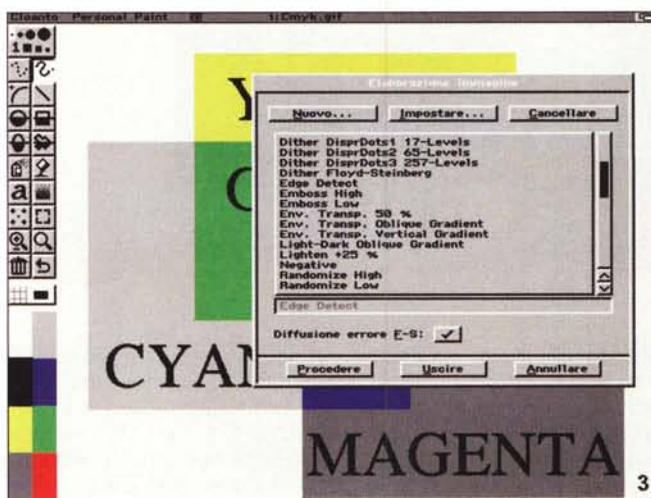 Cloanto Personal Paint 1:Cmyk.gif
Elaborazione immagine
Nuovo... Impostare... Cancellare
Dither DisprDots1 17-Levels
Dither DisprDots2 65-Levels
Dither DisprDots3 257-Levels
Dither Floyd-Steinberg
Edge Detect
Emboss High
Emboss Low
Env. Transp. 50 %
Env. Transp. Oblique Gradient
Env. Transp. Vertical Gradient
Light-Dark Oblique Gradient
Lighten +25 %
Negative
Randomize High
Randomize Low
Edge Detect
Diffusione errore F-S:
Procedere Uscire Annullare
Y
CYAN
MAGENTA
3